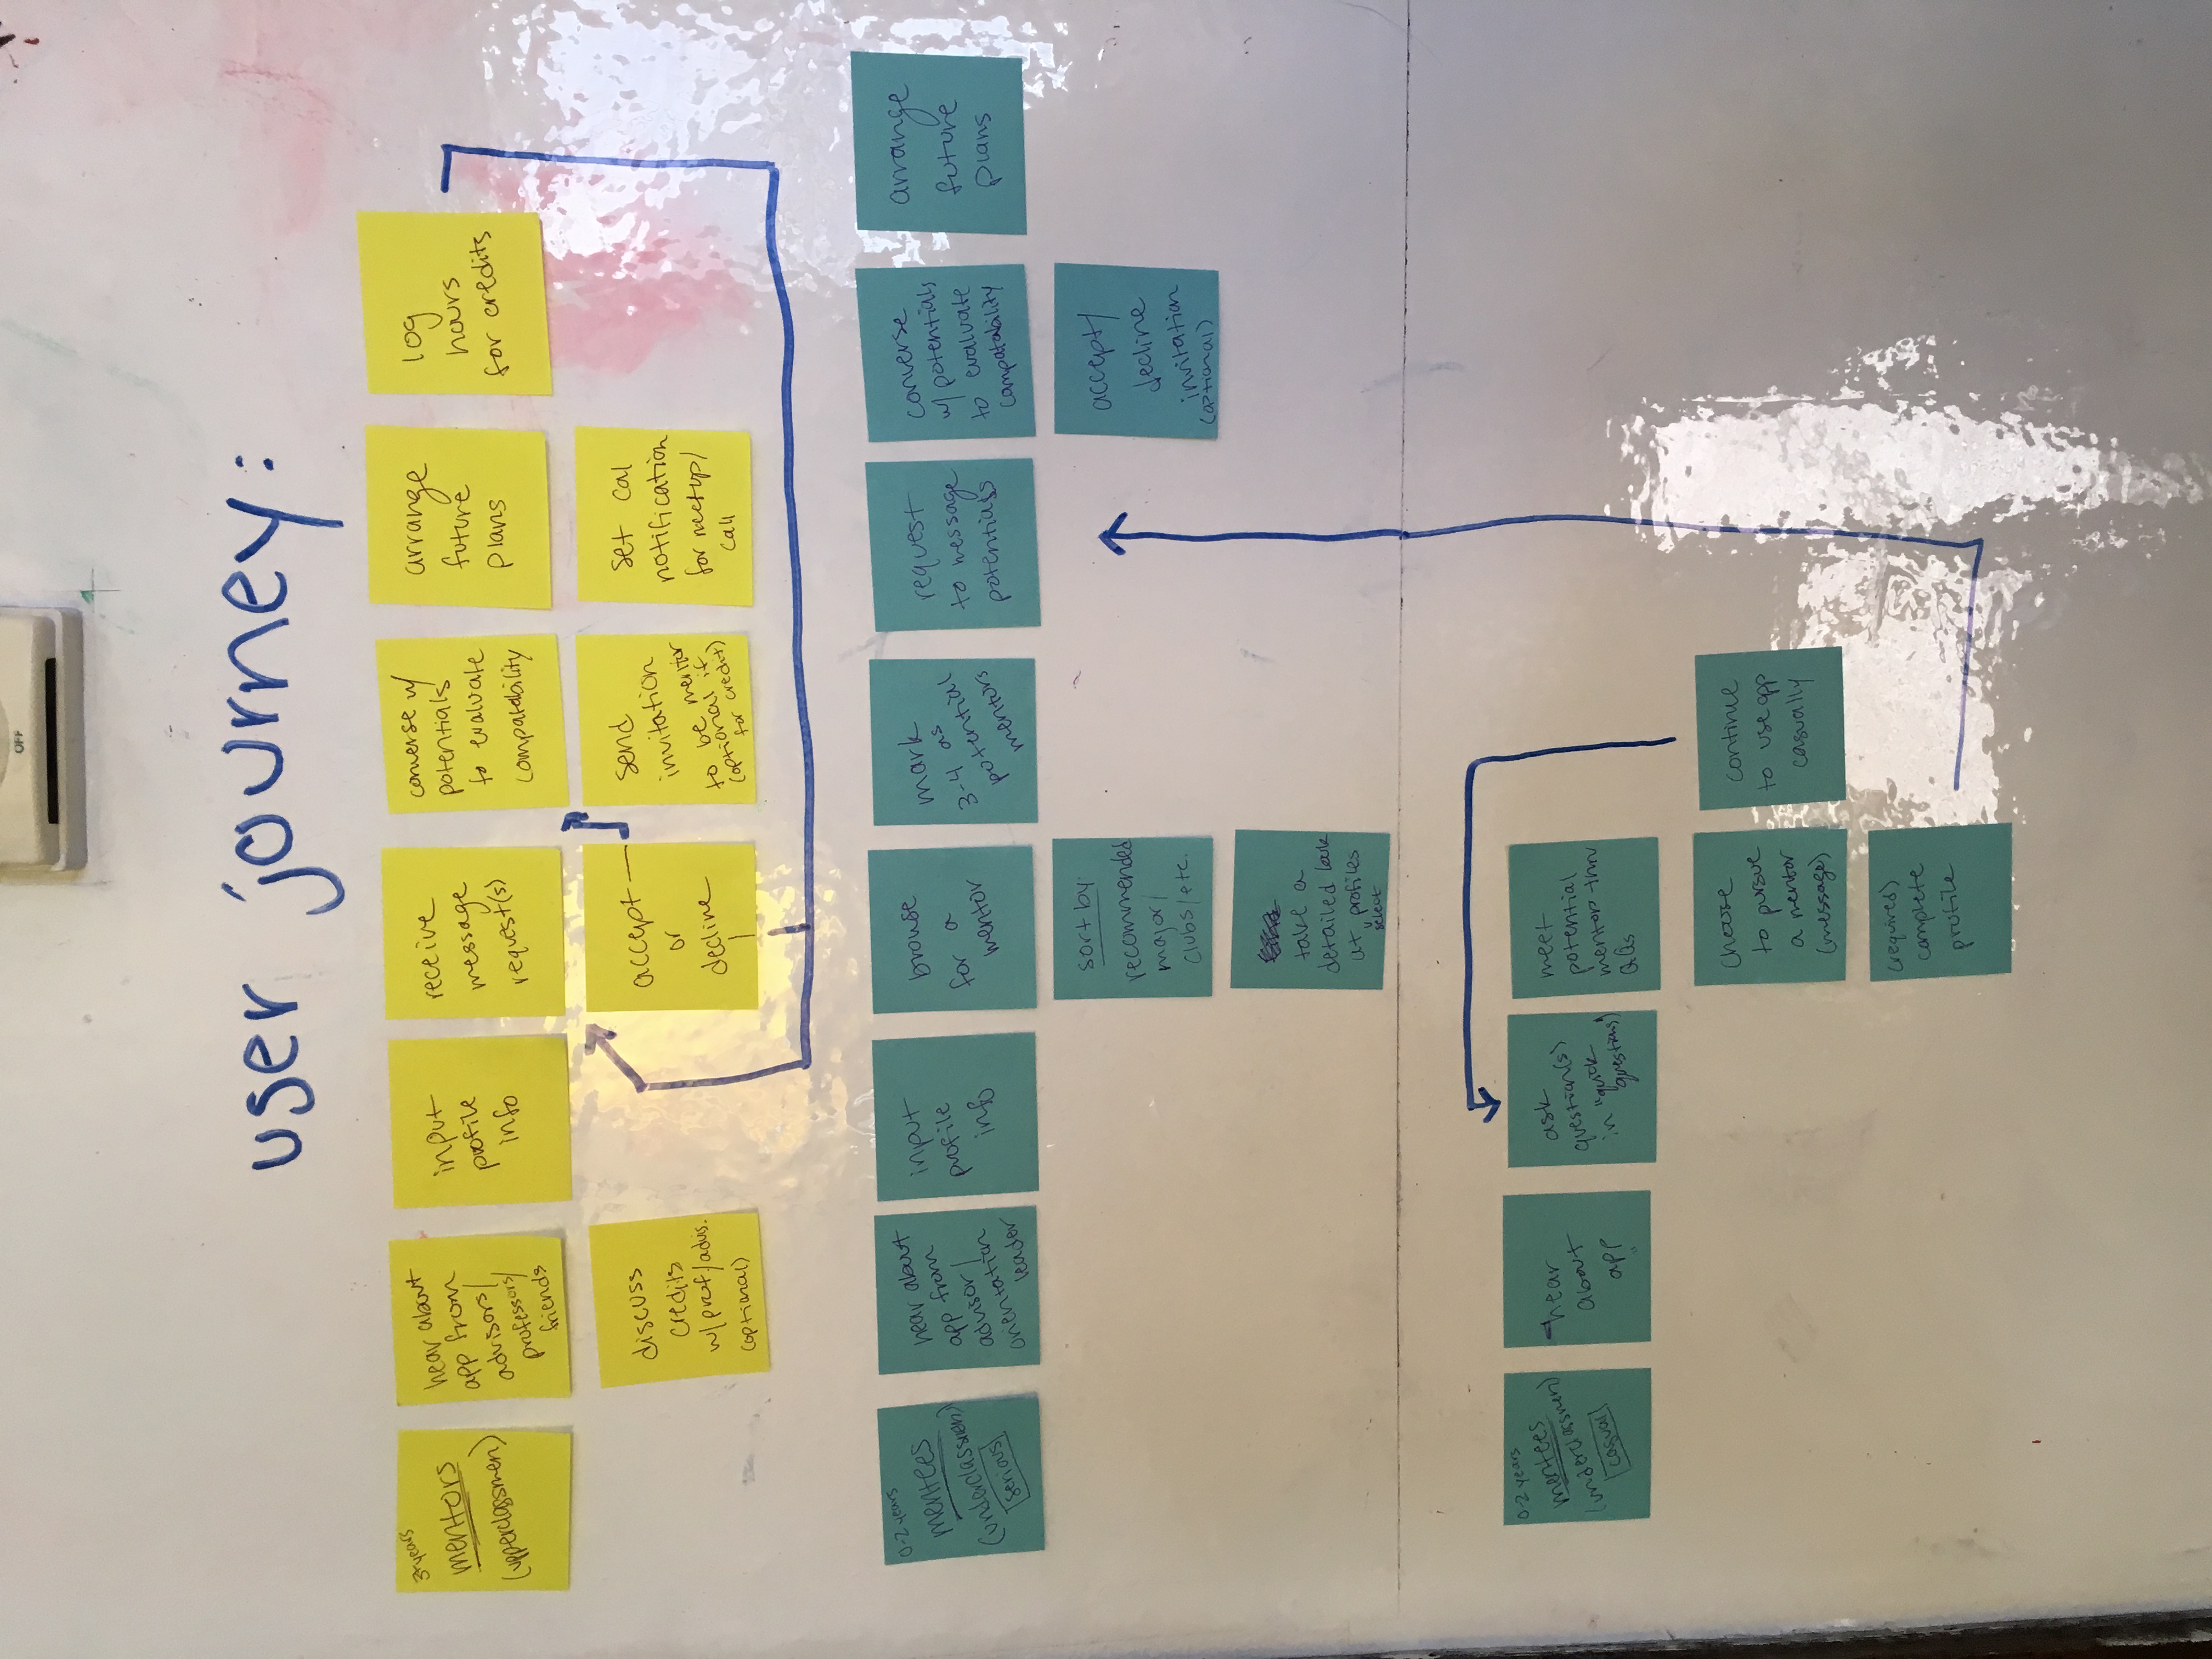 OFF
user journey:
3+years
mentors
(upperclassmen)
hear about
app from
advisors/
professors/
friends
input
profile
info
receive
message
request(s)
converse w/
potentials
to evaluate
compatability
arrange
future
plans
log
hours
for credits
discuss
credits
w/prof./advis.
(optional)
accept
or
decline
send
invitation
to be mentor
(optional if
for credit)
set cal
notification
for meetup/
call
0-2 years
mentees
(underclassmen)
serious
hear about
app from
advisor/
orientation
leader
input
profile
info
browse
for a
mentor
mark
3-4 as
potential
mentors
request
to message
potentials
converse
w/ potentials
to evaluate
compatability
arrange
future
plans
sort by:
recommended
major/
clubs/etc.
accept/
decline
invitation
(optional)
take a
detailed look
at profiles
select
0-2 years
mentees
(underclassmen)
casual
hear
about
app
ask
question(s)
in "quick
questions"
meet
potential
mentor thru
QQs
choose
to pursue
a mentor
(message)
continue
to use app
casually
(required)
complete
profile